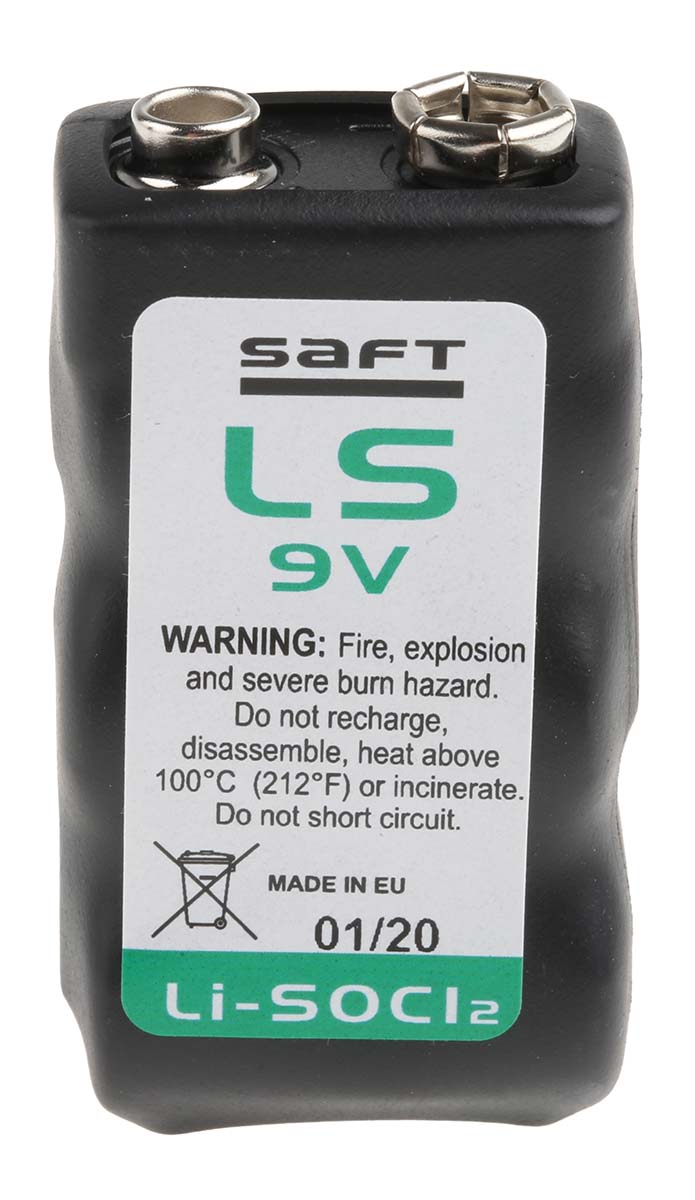 SAFT
LS
9V
WARNING: Fire, explosion
and severe burn hazard.
Do not recharge,
disassemble, heat above
100°C (212°F) or incinerate.
Do not short circuit.
MADE IN EU
01/20
Li-SOCl2